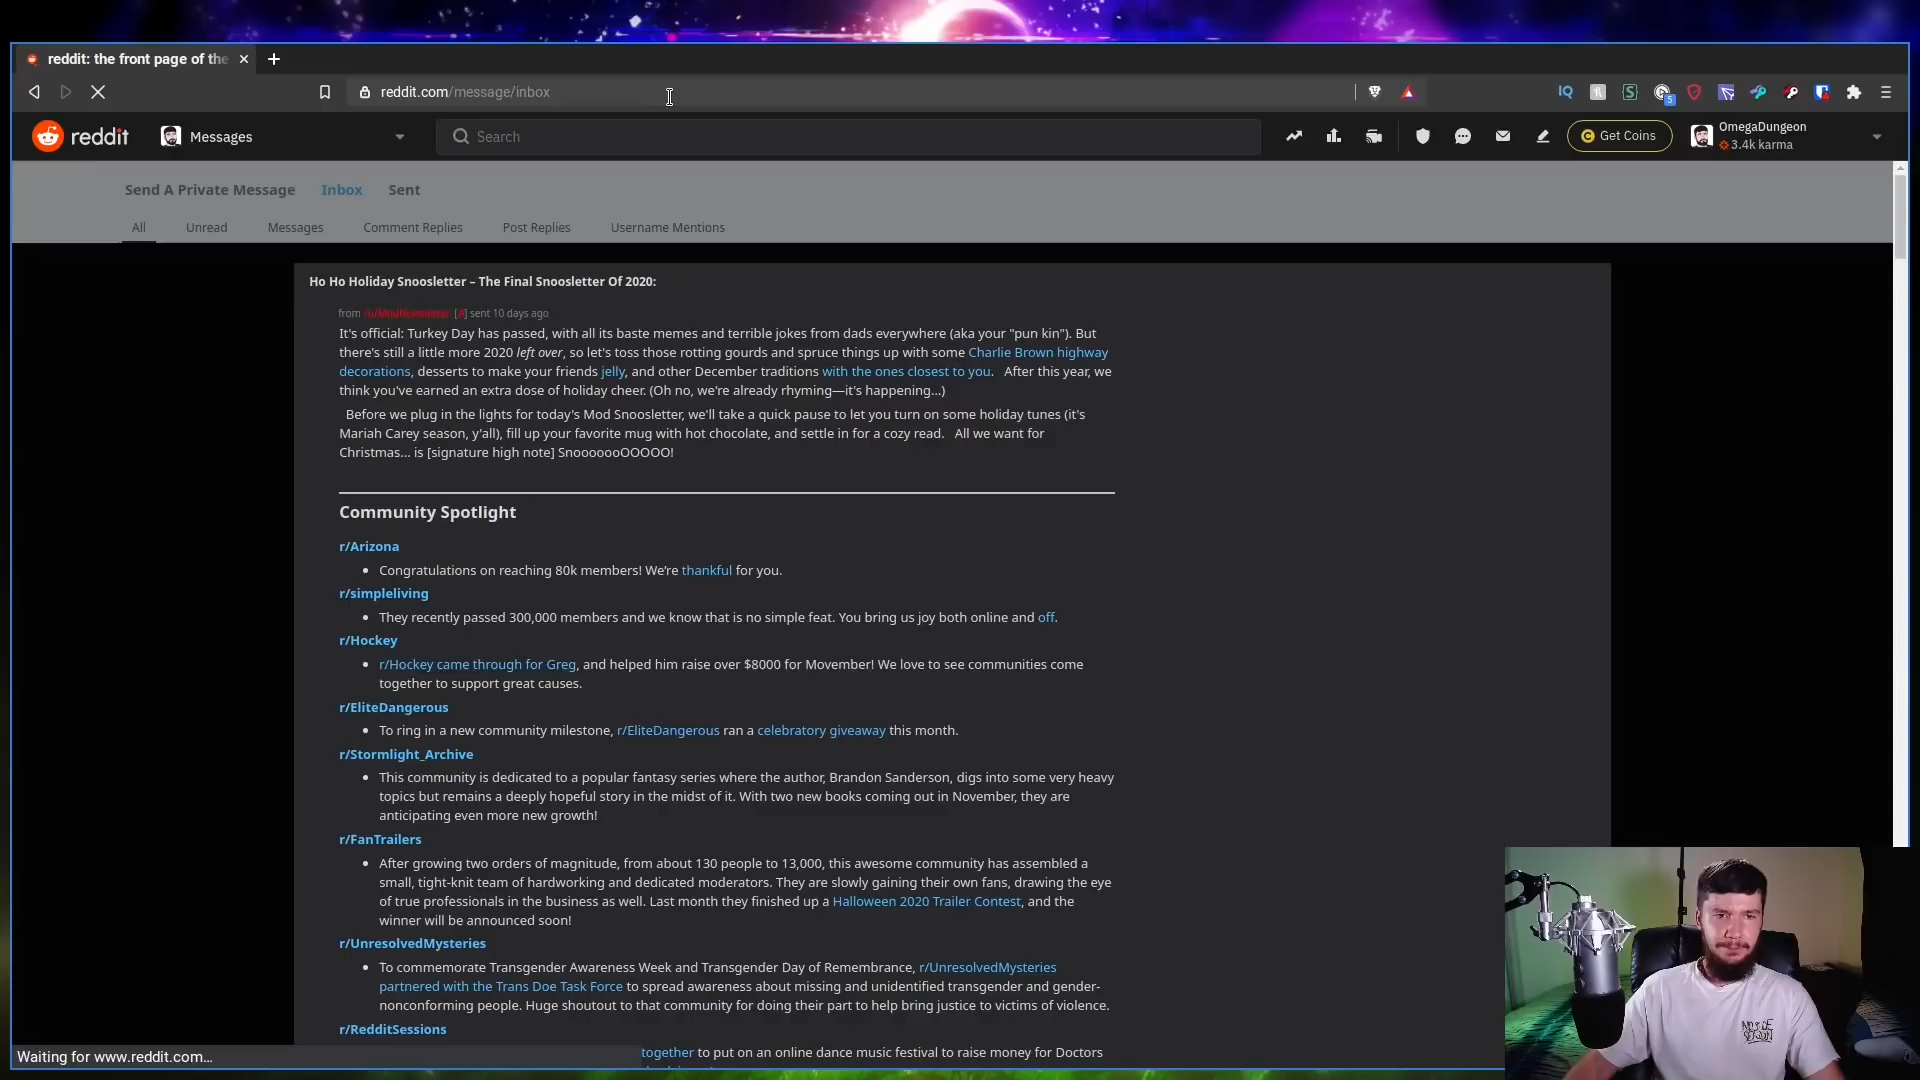 reddit: the front page of the
reddit.com/message/inbox
IQ
5
reddit
Messages
Search
C Get Coins
OmegaDungeon
3.4k karma
Send A Private Message Inbox Sent
All Unread Messages Comment Replies Post Replies Username Mentions
Ho Ho Holiday Snoosletter – The Final Snoosletter Of 2020:
from /u/ModNewsletter [ ] sent 10 days ago
It's official: Turkey Day has passed, with all its baste memes and terrible jokes from dads everywhere (aka your "pun kin"). But
there's still a little more 2020 left over, so let's toss those rotting gourds and spruce things up with some Charlie Brown highway
decorations, desserts to make your friends jelly, and other December traditions with the ones closest to you. After this year, we
think you've earned an extra dose of holiday cheer. (Oh no, we're already rhyming—it's happening...)
Before we plug in the lights for today's Mod Snoosletter, we'll take a quick pause to let you turn on some holiday tunes (it's
Mariah Carey season, y'all), fill up your favorite mug with hot chocolate, and settle in for a cozy read. All we want for
Christmas... is [signature high note] SnooooooOOOOO!
Community Spotlight
r/Arizona
• Congratulations on reaching 80k members! We're thankful for you.
r/simpleliving
• They recently passed 300,000 members and we know that is no simple feat. You bring us joy both online and off.
r/Hockey
• r/Hockey came through for Greg, and helped him raise over $8000 for Movember! We love to see communities come
together to support great causes.
r/EliteDangerous
• To ring in a new community milestone, r/EliteDangerous ran a celebratory giveaway this month.
r/Stormlight_Archive
• This community is dedicated to a popular fantasy series where the author, Brandon Sanderson, digs into some very heavy
topics but remains a deeply hopeful story in the midst of it. With two new books coming out in November, they are
anticipating even more new growth!
r/FanTrailers
• After growing two orders of magnitude, from about 130 people to 13,000, this awesome community has assembled a
small, tight-knit team of hardworking and dedicated moderators. They are slowly gaining their own fans, drawing the eye
of true professionals in the business as well. Last month they finished up a Halloween 2020 Trailer Contest, and the
winner will be announced soon!
r/UnresolvedMysteries
• To commemorate Transgender Awareness Week and Transgender Day of Remembrance, r/UnresolvedMysteries
partnered with the Trans Doe Task Force to spread awareness about missing and unidentified transgender and gender-
nonconforming people. Huge shoutout to that community for doing their part to help bring justice to victims of violence.
r/RedditSessions
together to put on an online dance music festival to raise money for Doctors
Waiting for www.reddit.com...